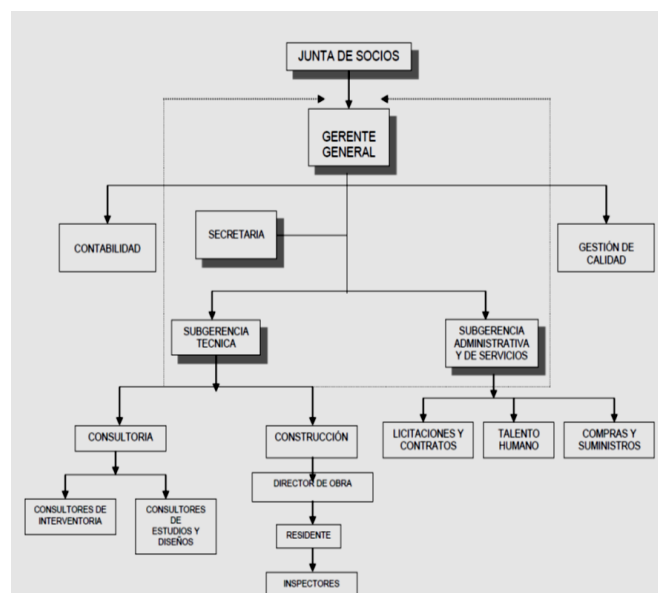 JUNTA DE SOCIOS
GERENTE
GENERAL
CONTABILIDAD
SECRETARIA
GESTIÓN DE
CALIDAD
SUBGERENCIA
TECNICA
SUBGERENCIA
ADMINISTRATIVA
Y DE SERVICIOS
CONSULTORIA
CONSTRUCCIÓN
LICITACIONES Y
CONTRATOS
TALENTO
HUMANO
COMPRAS Y
SUMINISTROS
CONSULTORES DE
INTERVENTORIA
CONSULTORES
DE
ESTUDIOS Y
DISEÑOS
DIRECTOR DE OBRA
RESIDENTE
INSPECTORES